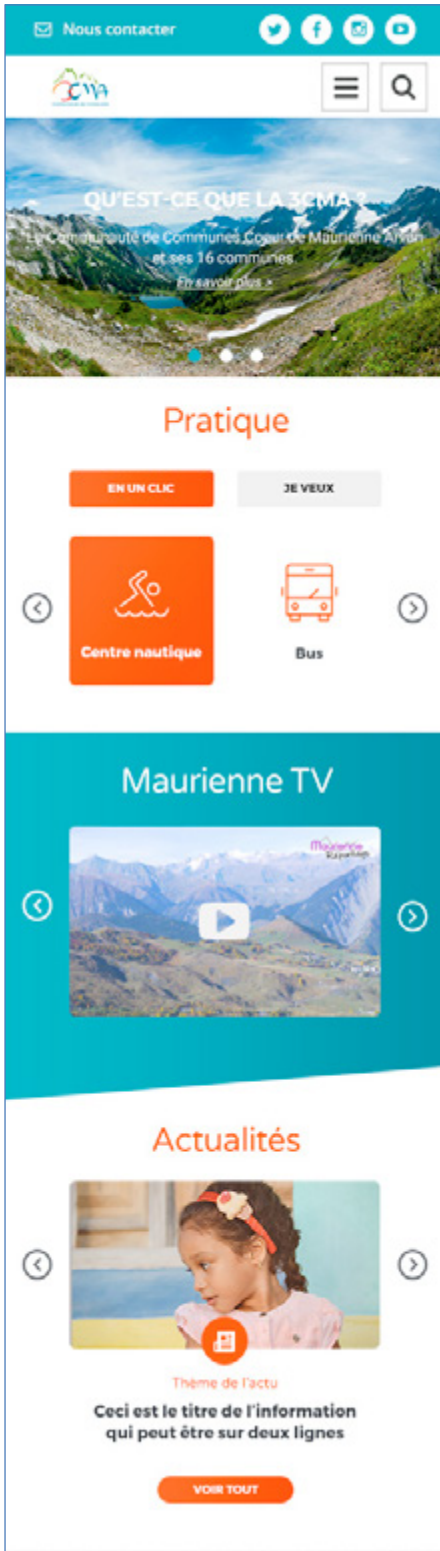 Nous contacter
3CMA
QU'EST-CE QUE LA 3CMA ?
La Communauté de Communes Coeur de Maurienne Arvan
et ses 16 communes
En savoir plus >
Pratique
EN UN CLIC
JE VEUX
Centre nautique
Bus
Maurienne TV
Maurienne
Reportage
Actualités
Thème de l'actu
Ceci est le titre de l'information
qui peut être sur deux lignes
VOIR TOUT